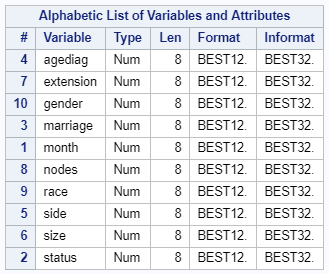 Alphabetic List of Variables and Attributes
# Variable Type Len Format Informat
4 agediag Num 8 BEST12. BEST32.
7 extension Num 8 BEST12. BEST32.
10 gender Num 8 BEST12. BEST32.
3 marriage Num 8 BEST12. BEST32.
1 month Num 8 BEST12. BEST32.
8 nodes Num 8 BEST12. BEST32.
9 race Num 8 BEST12. BEST32.
5 side Num 8 BEST12. BEST32.
6 size Num 8 BEST12. BEST32.
2 status Num 8 BEST12. BEST32.